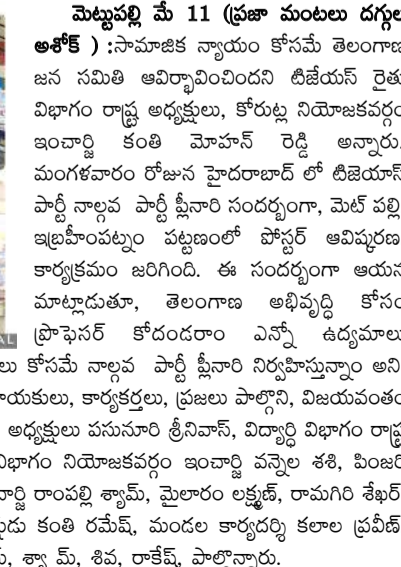 మెట్టుపల్లి మే 11 (ప్రజా మంటలు దగ్గుల
అశోక్ ) :సామాజిక న్యాయం కోసమే తెలంగాణ
జన సమితి ఆవిర్భావించిందని టిజేయస్ రైతు
విభాగం రాష్ట్ర అధ్యక్షులు, కోరుట్ల నియోజకవర్గం
ఇంచార్జి కంతి మోహన్ రెడ్డి అన్నారు.
మంగళవారం రోజున హైదరాబాద్ లో టిజెయాస్
పార్టీ నాల్గవ పార్టీ ప్లీనారి సందర్భంగా, మెట్ పల్లి
ఇబ్రహీంపట్నం పట్టణంలో పోస్టర్ ఆవిష్కరణ
కార్యక్రమం జరిగింది. ఈ సందర్భంగా ఆయన
మాట్లాడుతూ, తెలంగాణ అభివృద్ధి కోసం
ప్రొఫెసర్ కోదండరాం ఎన్నో ఉద్యమాలు
లు కోసమే నాల్గవ పార్టీ ప్లీనారి నిర్వహిస్తున్నాం అని
ాయకులు, కార్యకర్తలు, ప్రజలు పాల్గొని, విజయవంతం
అధ్యక్షులు పసునూరి శ్రీనివాస్, విద్యార్థి విభాగం రాష్ట్ర
విభాగం నియోజకవర్గం ఇంచార్జి వన్నెల శశి, పింజరి
చార్జి రాంపల్లి శ్యామ్, మైలారం లక్ష్మణ్, రామగిరి శేఖర్
కంతి రమేష్, మండల కార్యదర్శి కలాల ప్రవీణ్
శ్యా మ్, శివ, రాకేష్, పాల్గొన్నారు.